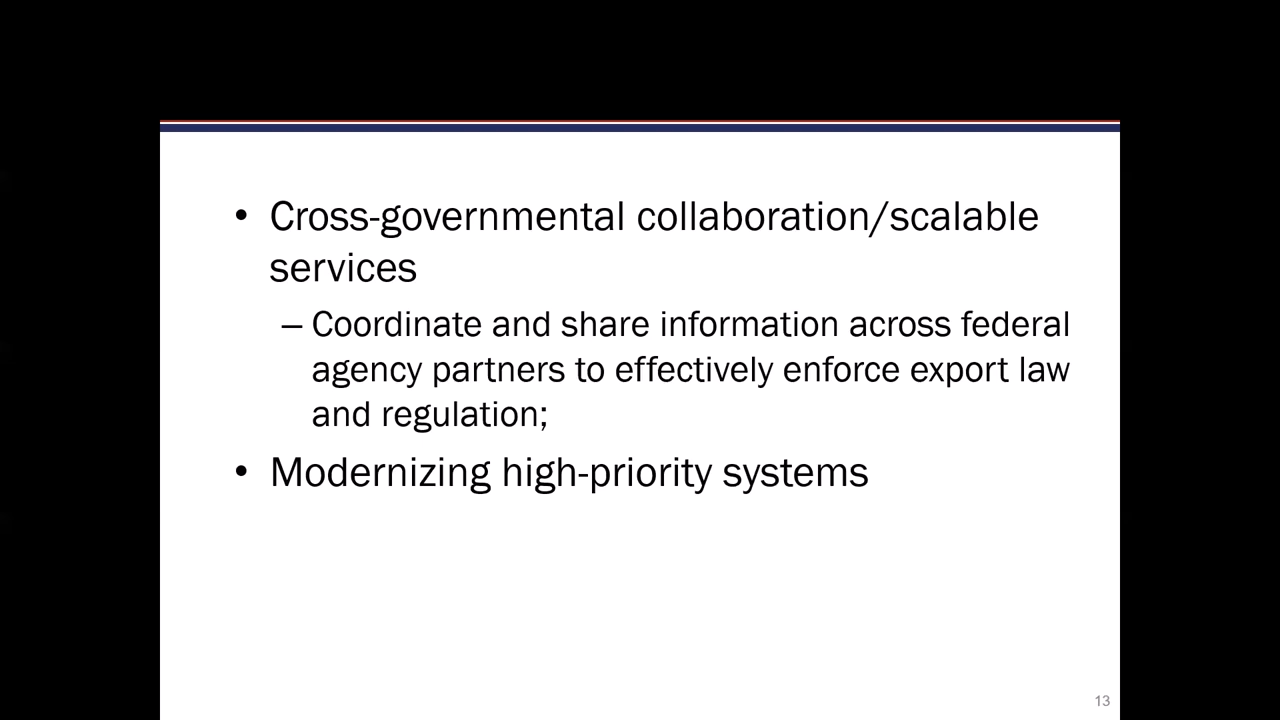 • Cross-governmental collaboration/scalable
services
– Coordinate and share information across federal
agency partners to effectively enforce export law
and regulation;
• Modernizing high-priority systems
13